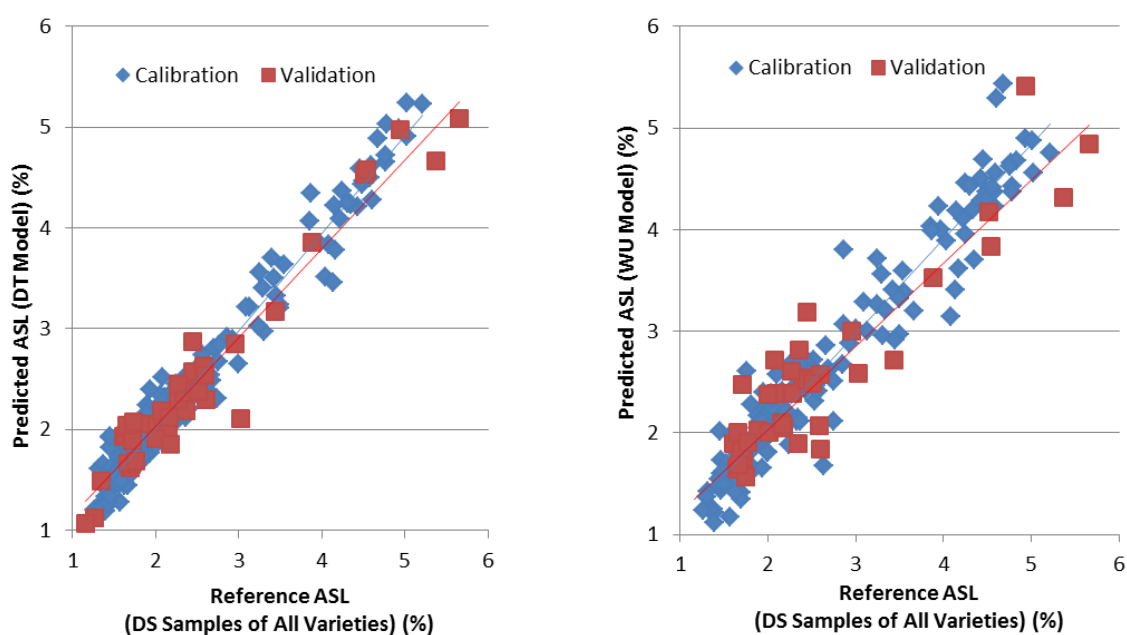 6
5
4
3
2
1
Predicted ASL (DT Model) (%)
Calibration Validation
1 2 3 4 5 6
Reference ASL
(DS Samples of All Varieties) (%)
6
5
4
3
2
1
Predicted ASL (WU Model) (%)
Calibration Validation
1 2 3 4 5 6
Reference ASL
(DS Samples of All Varieties) (%)